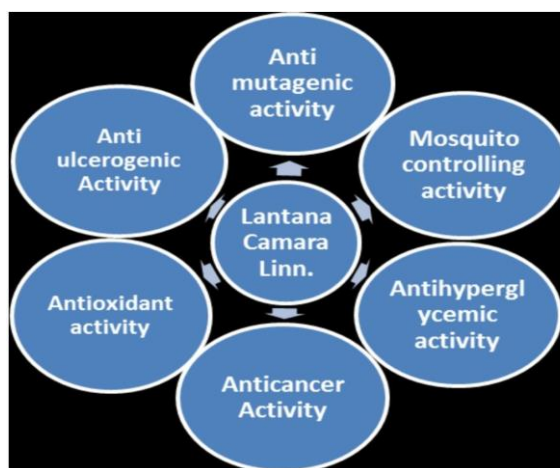 Anti
mutagenic
activity
Anti
ulcerogenic
Activity
Mosquito
controlling
activity
Lantana
Camara
Linn.
Antioxidant
activity
Antihypergl
ycemic
activity
Anticancer
Activity